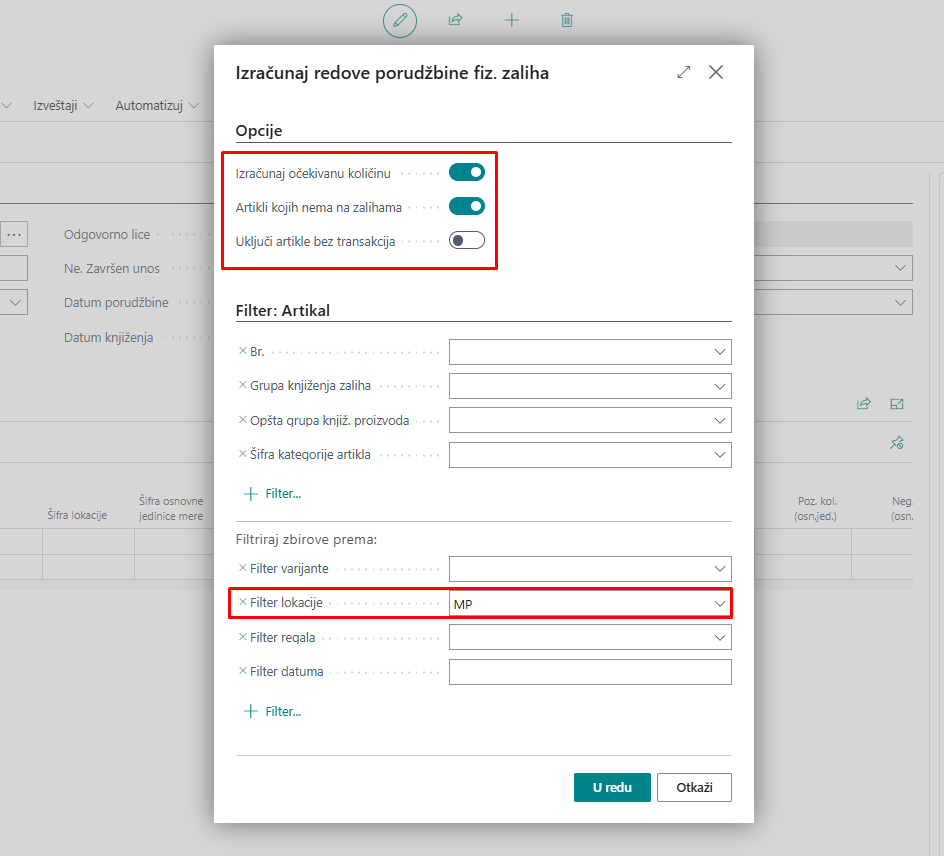 Izračunaj redove porudžbine fiz. zaliha
Izveštaji
Automatizuj
Opcije
Izračunaj očekivanu količinu
Artikli kojih nema na zalihama
Uključi artikle bez transakcija
Odgovorno lice
Ne. Završen unos
Datum porudžbine
Datum knjiženja
Filter: Artikal
Br.
Grupa knjiženja zaliha
Opšta grupa knjiž. proizvoda
Šifra kategorije artikla
Filter...
Šifra lokacije
Šifra osnovne
jedinice mere
Poz. kol.
(osn.jed.)
Neg.
(osn.
Filtriraj zbirove prema:
Filter varijante
Filter lokacije MP
Filter regala
Filter datuma
Filter...
U redu
Otkaži